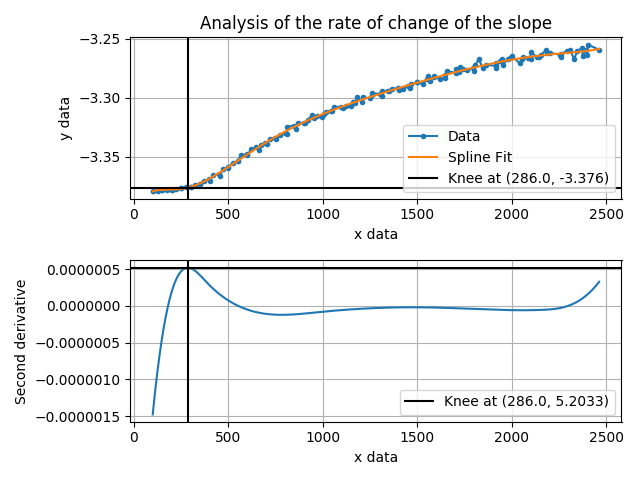 Analysis of the rate of change of the slope
−3.25
−3.30
−3.35
y data
Data
Spline Fit
Knee at (286.0, -3.376)
0 500 1000 1500 2000 2500
x data
0.0000005
0.0000000
−0.0000005
−0.0000010
−0.0000015
Second derivative
Knee at (286.0, 5.2033)
0 500 1000 1500 2000 2500
x data